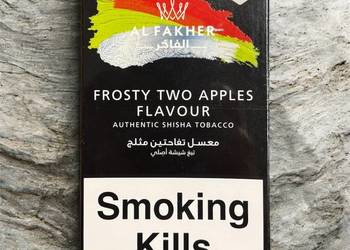 AL FAKHER
الفاخر
FROSTY TWO APPLES
FLAVOUR
AUTHENTIC SHISHA TOBACCO
معسل تفاحتين مثلج
تبغ شيشة أصلي
Smoking
Kills